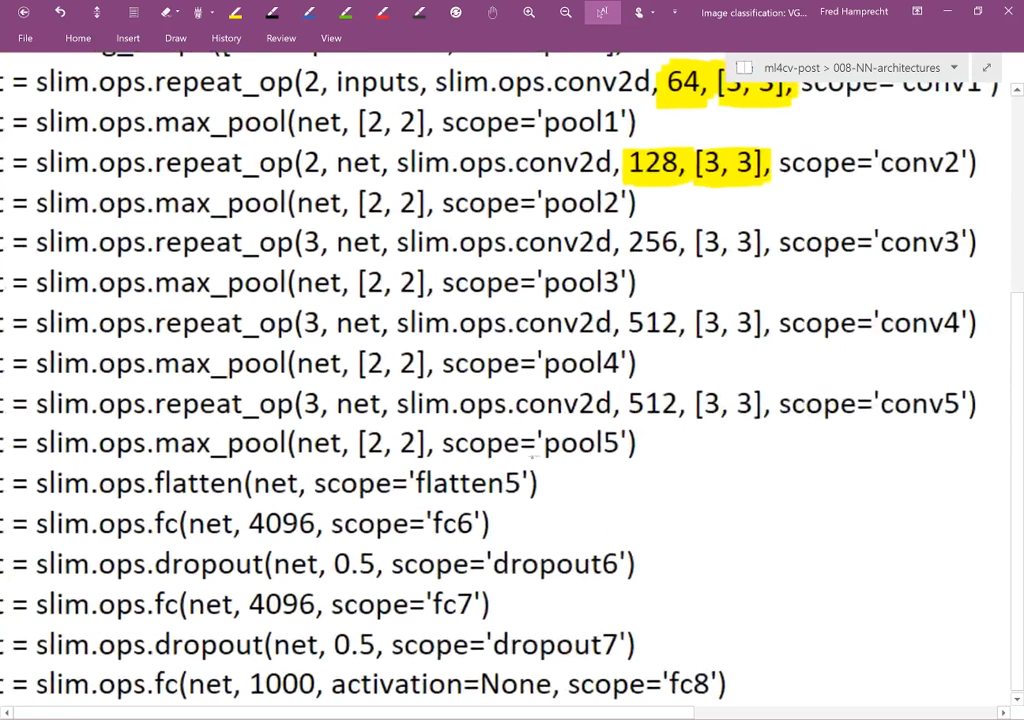 Image classification: VG...
Fred Hamprecht
File Home Insert Draw History Review View
ml4cv-post > 008-NN-architectures
= slim.ops.repeat_op(2, inputs, slim.ops.conv2d, 64, [3, 3], scope='conv1')
= slim.ops.max_pool(net, [2, 2], scope='pool1')
= slim.ops.repeat_op(2, net, slim.ops.conv2d, 128, [3, 3], scope='conv2')
= slim.ops.max_pool(net, [2, 2], scope='pool2')
= slim.ops.repeat_op(3, net, slim.ops.conv2d, 256, [3, 3], scope='conv3')
= slim.ops.max_pool(net, [2, 2], scope='pool3')
= slim.ops.repeat_op(3, net, slim.ops.conv2d, 512, [3, 3], scope='conv4')
= slim.ops.max_pool(net, [2, 2], scope='pool4')
= slim.ops.repeat_op(3, net, slim.ops.conv2d, 512, [3, 3], scope='conv5')
= slim.ops.max_pool(net, [2, 2], scope='pool5')
= slim.ops.flatten(net, scope='flatten5')
= slim.ops.fc(net, 4096, scope='fc6')
= slim.ops.dropout(net, 0.5, scope='dropout6')
= slim.ops.fc(net, 4096, scope='fc7')
= slim.ops.dropout(net, 0.5, scope='dropout7')
= slim.ops.fc(net, 1000, activation=None, scope='fc8')